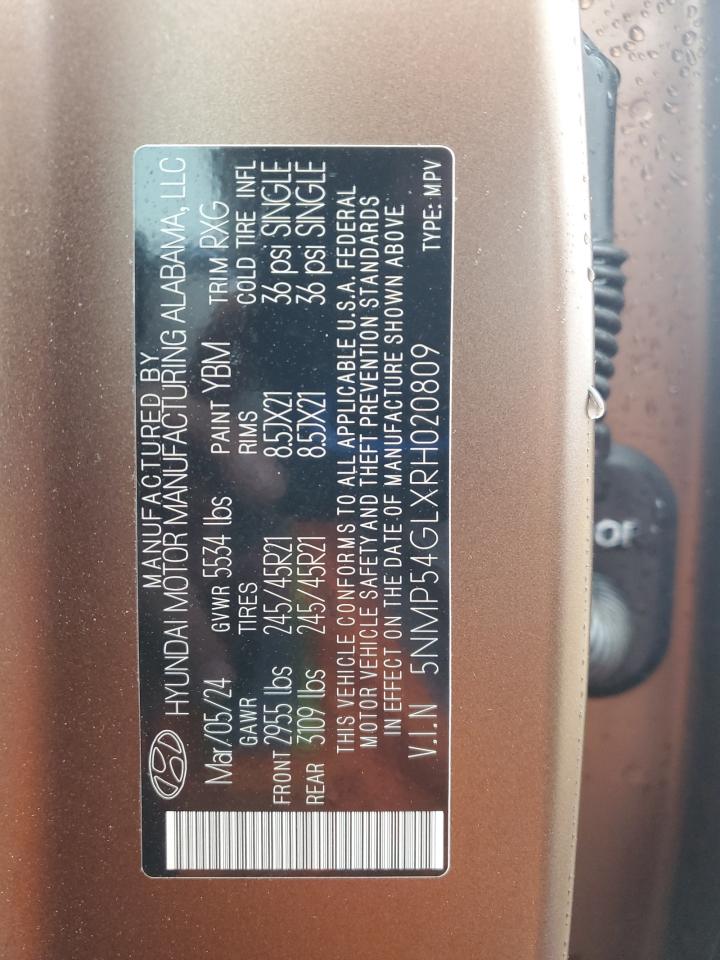 MANUFACTURED BY
HYUNDAI MOTOR MANUFACTURING ALABAMA, LLC
Mar/05/24 GVWR 5534 lbs PAINT YBM TRIM RXG
GAWR TIRES RIMS COLD TIRE INFL
FRONT 2955 lbs 245/45R21 8.5JX21 36 psi SINGLE
REAR 3109 lbs 245/45R21 8.5JX21 36 psi SINGLE
THIS VEHICLE CONFORMS TO ALL APPLICABLE U.S.A. FEDERAL
MOTOR VEHICLE SAFETY AND THEFT PREVENTION STANDARDS
IN EFFECT ON THE DATE OF MANUFACTURE SHOWN ABOVE
V.I.N 5NMP54GLXRH020809 TYPE: MPV
OF